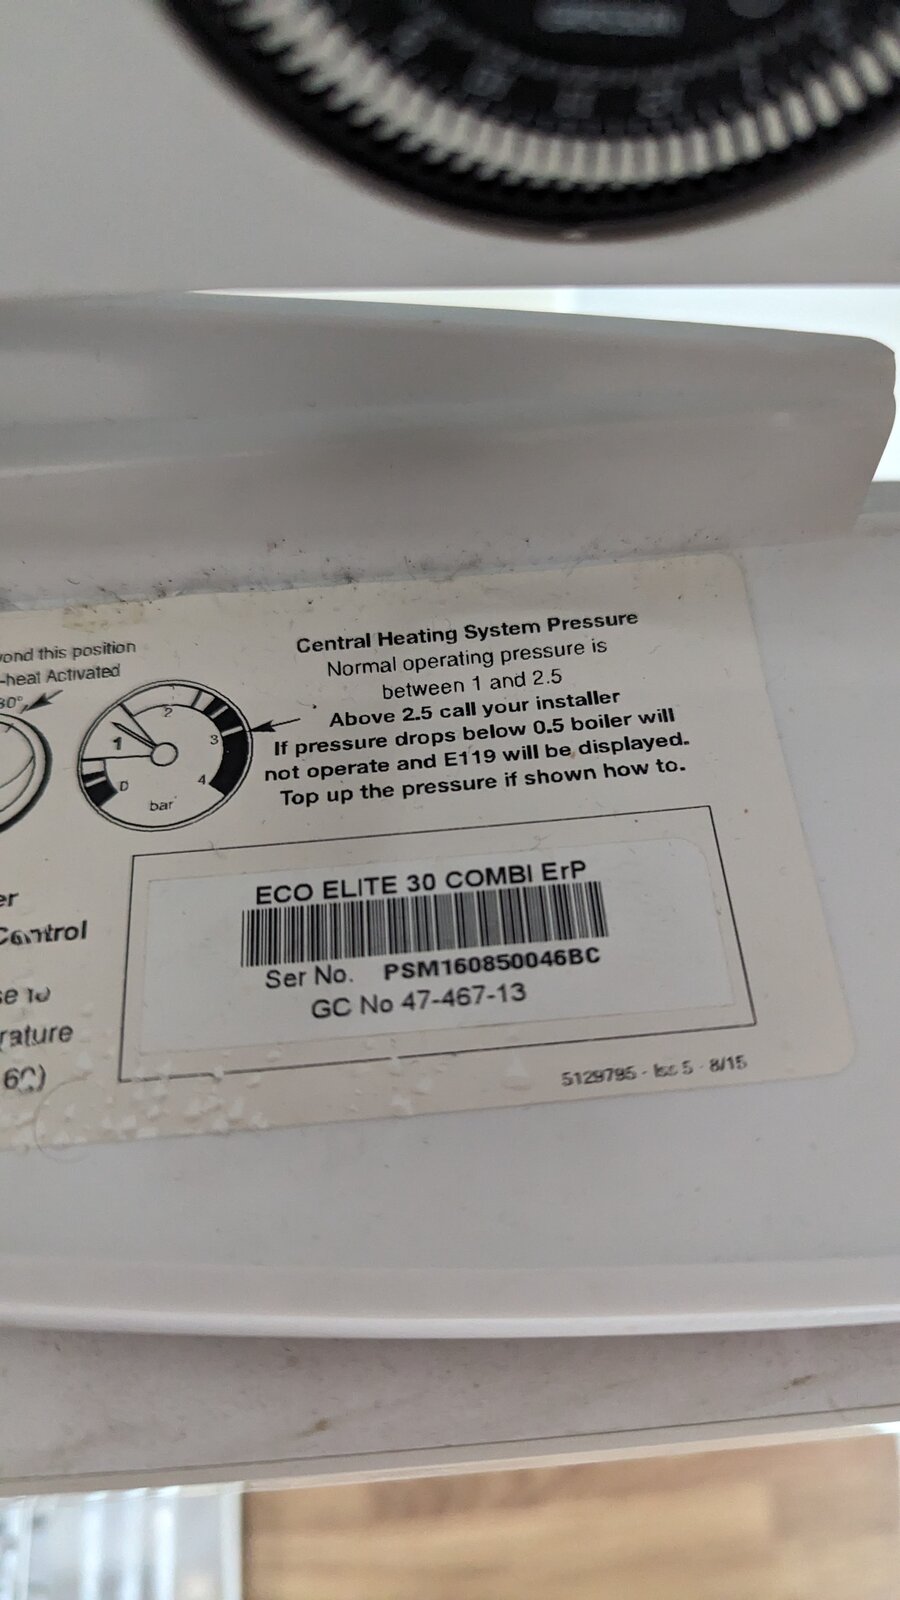 ond this position
-heat Activated
80°
0
1
2
3
4
bar
Central Heating System Pressure
Normal operating pressure is
between 1 and 2.5
Above 2.5 call your installer
If pressure drops below 0.5 boiler will
not operate and E119 will be displayed.
Top up the pressure if shown how to.
er
Control
se to
rature
6C)
ECO ELITE 30 COMBI ErP
Ser No. PSM160850046BC
GC No 47-467-13
5129795 - Iss 5 - 8/15